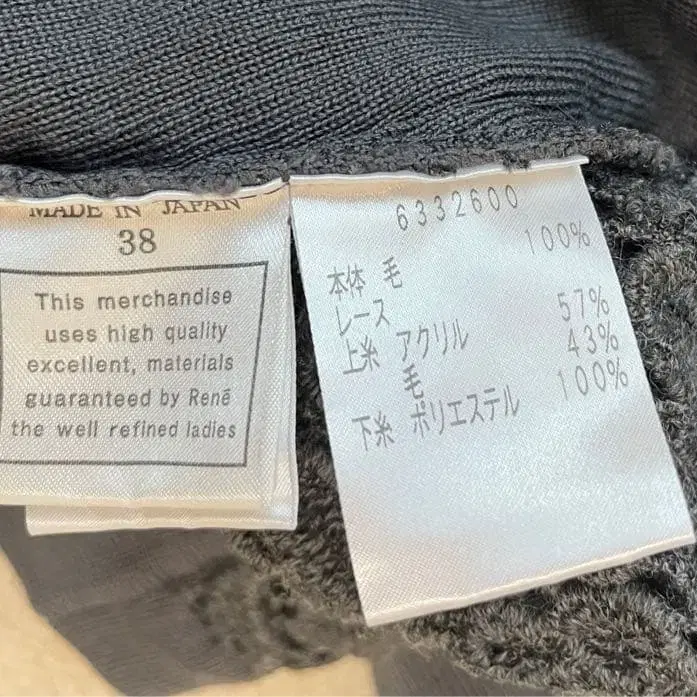 MADE IN JAPAN
38
This merchandise
uses high quality
excellent, materials
guaranteed by Renē
the well refined ladies
6332600
本体 毛 100%
レース
上糸 アクリル 57%
毛 43%
下糸 ポリエステル 100%